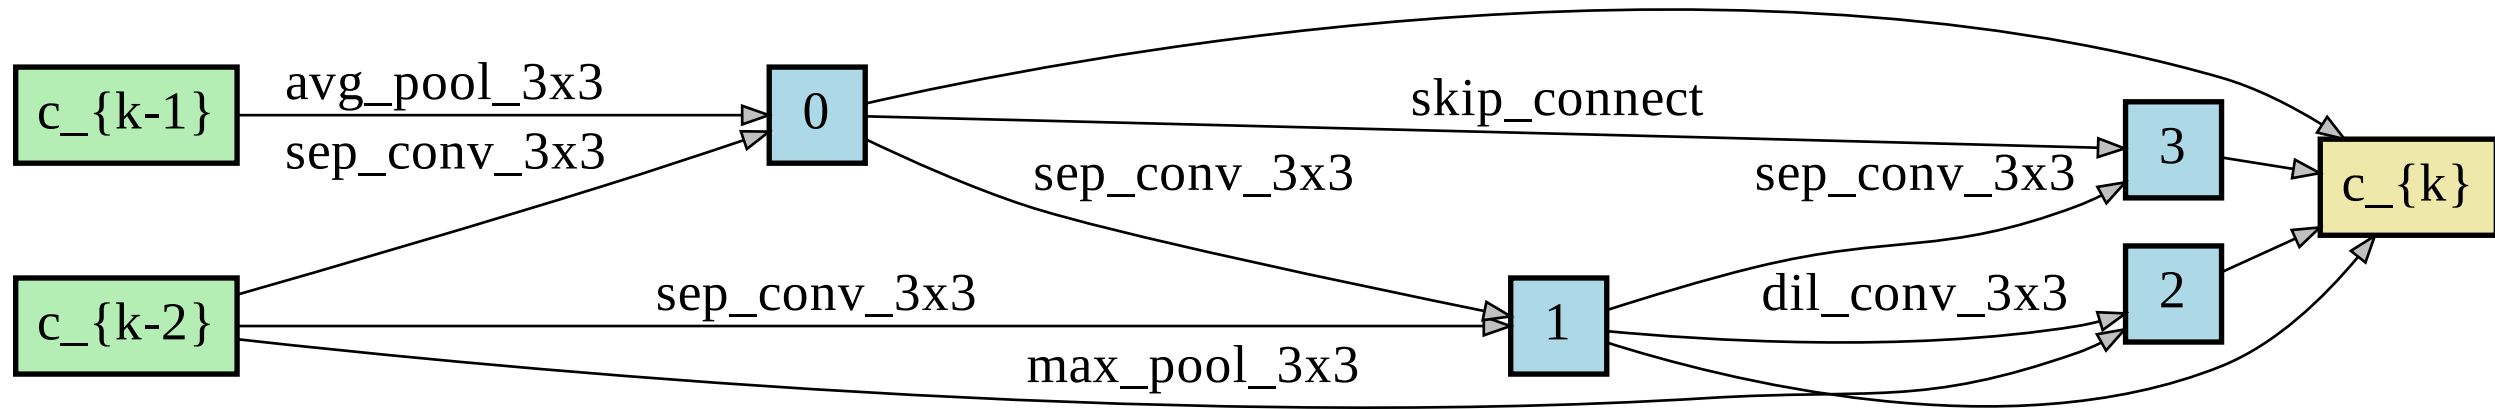 c_{k-1}
avg_pool_3x3
sep_conv_3x3
0
skip_connect
sep_conv_3x3
sep_conv_3x3
3
c_{k}
c_{k-2}
sep_conv_3x3
max_pool_3x3
1
dil_conv_3x3
2